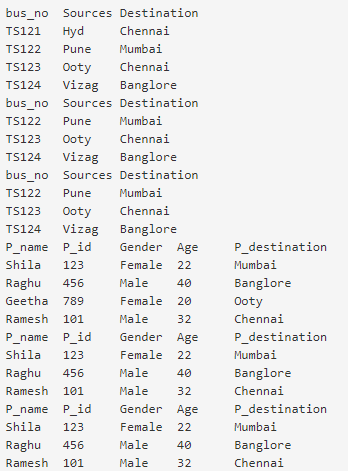 bus_no Sources Destination
TS121 Hyd Chennai
TS122 Pune Mumbai
TS123 Ooty Chennai
TS124 Vizag Banglore
bus_no Sources Destination
TS122 Pune Mumbai
TS123 Ooty Chennai
TS124 Vizag Banglore
bus_no Sources Destination
TS122 Pune Mumbai
TS123 Ooty Chennai
TS124 Vizag Banglore
P_name P_id Gender Age P_destination
Shila 123 Female 22 Mumbai
Raghu 456 Male 40 Banglore
Geetha 789 Female 20 Ooty
Ramesh 101 Male 32 Chennai
P_name P_id Gender Age P_destination
Shila 123 Female 22 Mumbai
Raghu 456 Male 40 Banglore
Ramesh 101 Male 32 Chennai
P_name P_id Gender Age P_destination
Shila 123 Female 22 Mumbai
Raghu 456 Male 40 Banglore
Ramesh 101 Male 32 Chennai